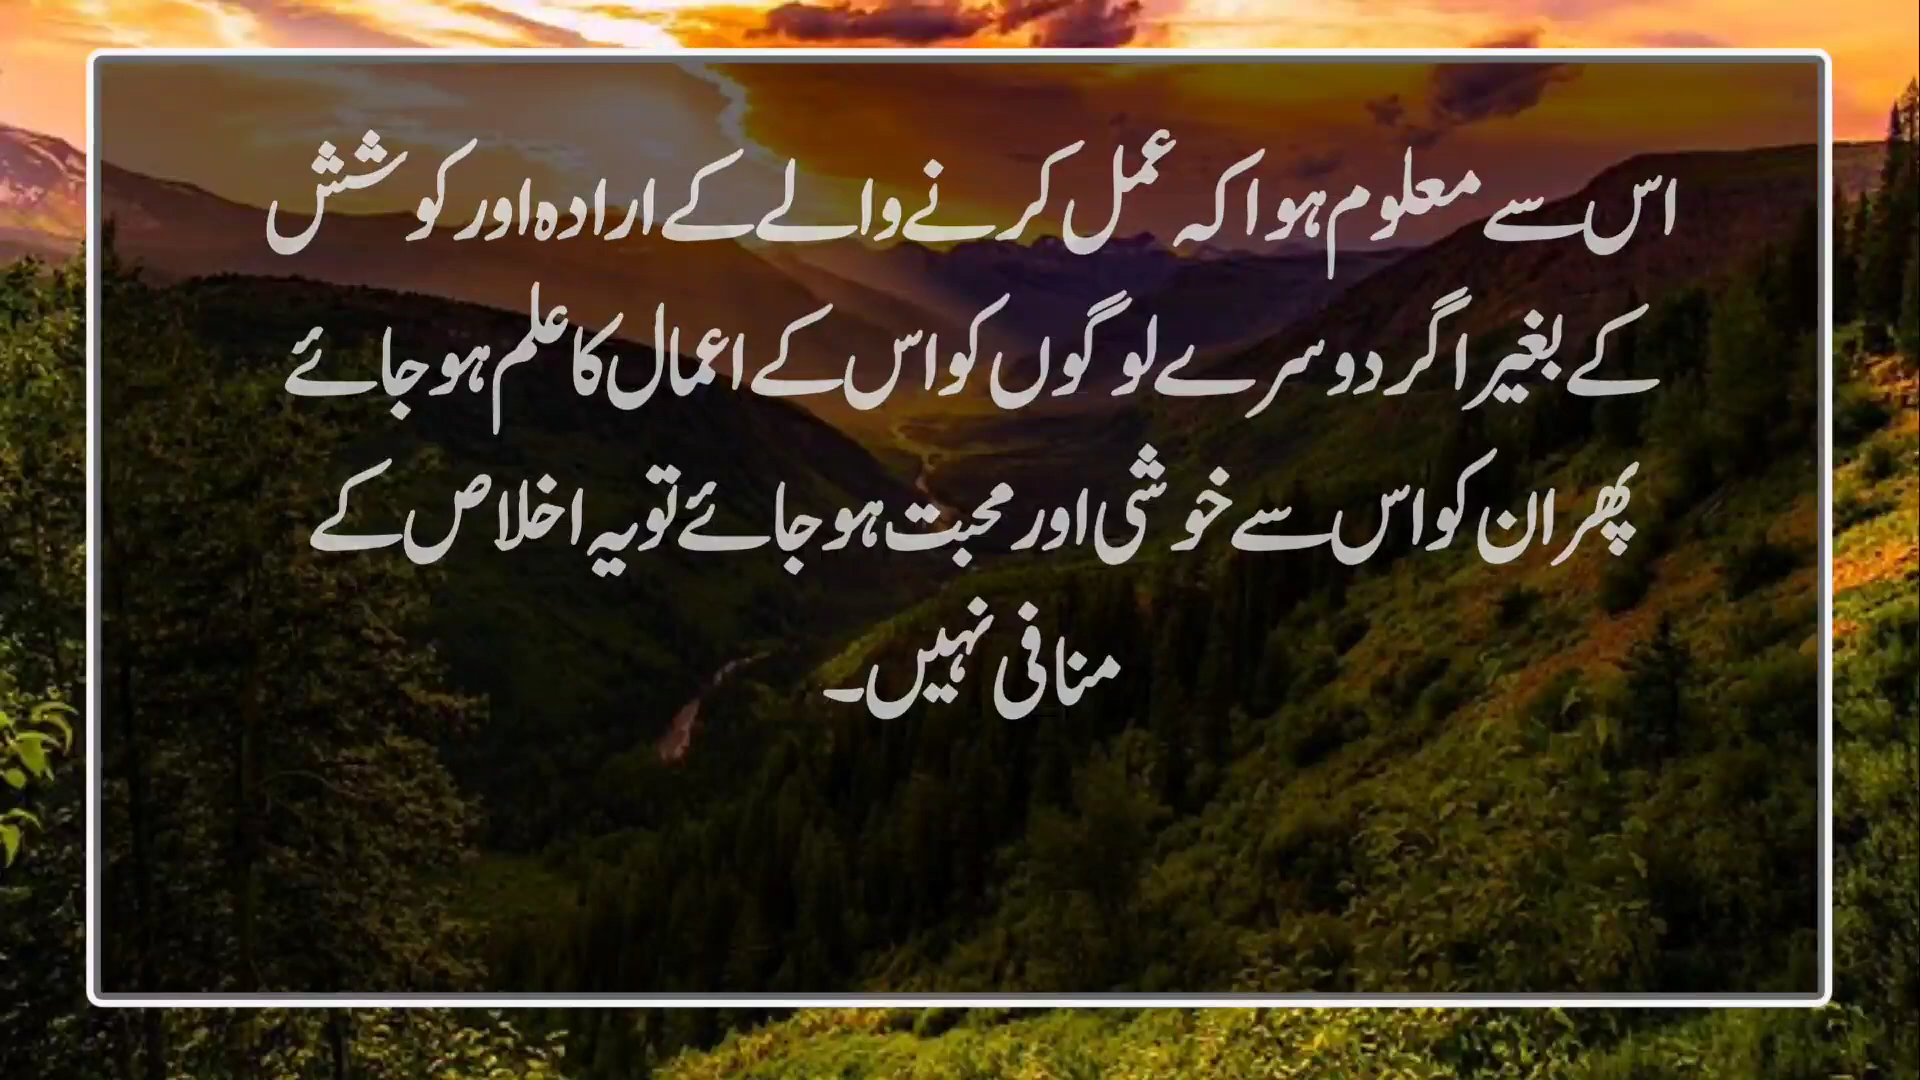 اس سے معلوم ہوا کہ عمل کرنے والے کے ارادہ اور کوشش
کے بغیر اگر دوسرے لوگوں کو اس کے اعمال کا علم ہو جائے
پھر ان کو اس سے خوشی اور محبت ہو جائے تو یہ اخلاص کے
منافی نہیں۔